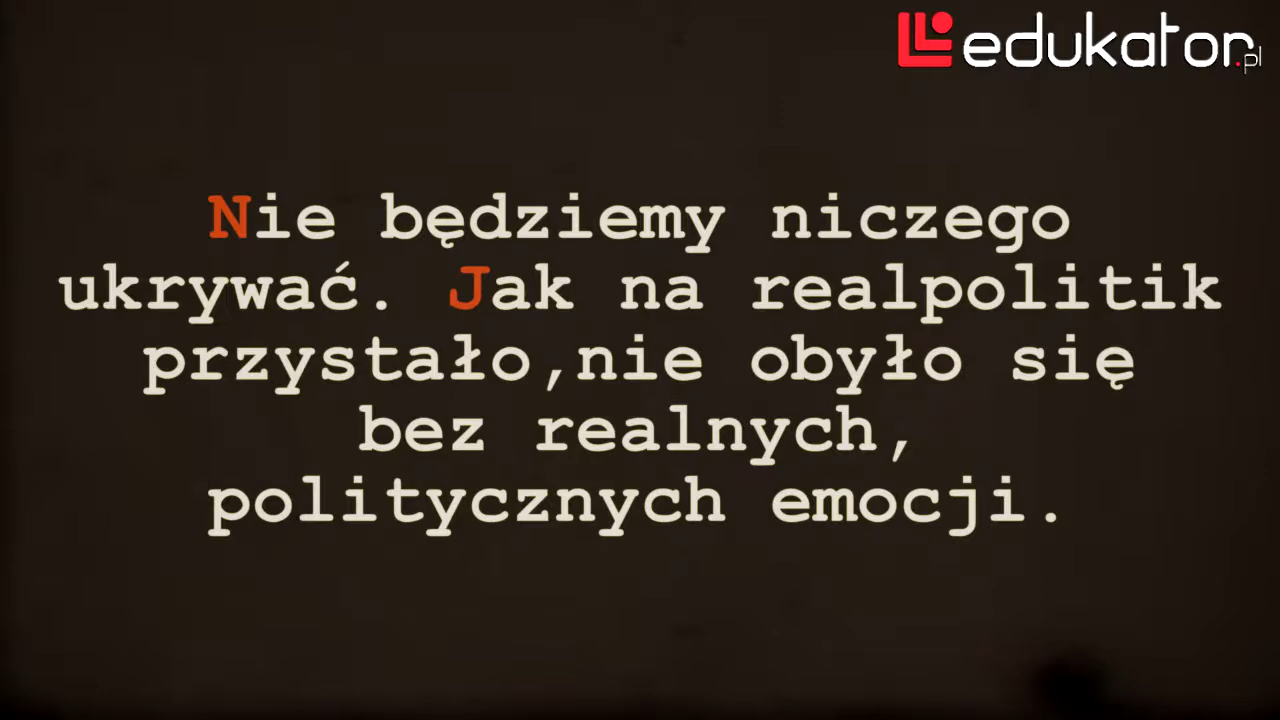 edukator.pl
Nie będziemy niczego
ukrywać. Jak na realpolitik
przystało,nie obyło się
bez realnych,
politycznych emocji.